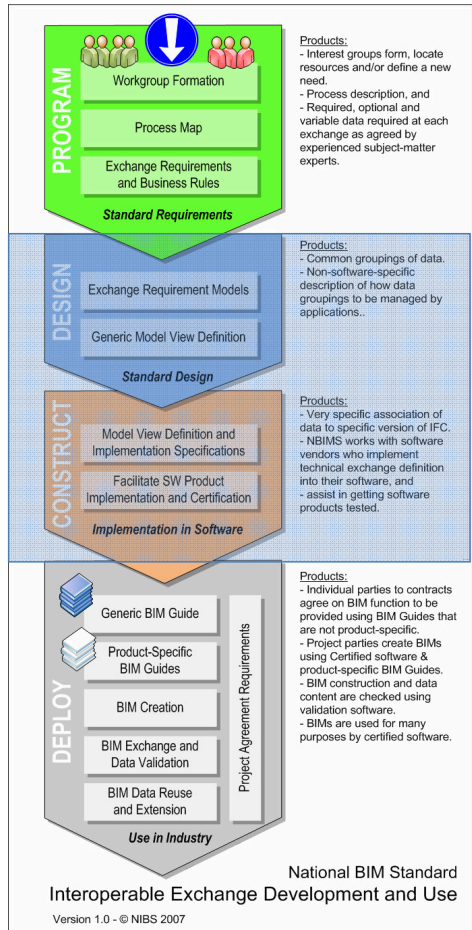 PROGRAM
Workgroup Formation
Process Map
Exchange Requirements
and Business Rules
Standard Requirements
Products:
- Interest groups form, locate
resources and/or define a new
need.
- Process description, and
- Required, optional and
variable data required at each
exchange as agreed by
experienced subject-matter
experts.
DESIGN
Exchange Requirement Models
Generic Model View Definition
Standard Design
Products:
- Common groupings of data.
- Non-software-specific
description of how data
groupings to be managed by
applications..
CONSTRUCT
Model View Definition and
Implementation Specifications
Facilitate SW Product
Implementation and Certification
Implementation in Software
Products:
- Very specific association of
data to specific version of IFC.
- NBIMS works with software
vendors who implement
technical exchange definition
into their software, and
- assist in getting software
products tested.
DEPLOY
Generic BIM Guide
Product-Specific
BIM Guides
BIM Creation
BIM Exchange and
Data Validation
BIM Data Reuse
and Extension
Project Agreement Requirements
Use in Industry
Products:
- Individual parties to contracts
agree on BIM function to be
provided using BIM Guides that
are not product-specific.
- Project parties create BIMs
using Certified software &
product-specific BIM Guides.
- BIM construction and data
content are checked using
validation software.
- BIMs are used for many
purposes by certified software.
National BIM Standard
Interoperable Exchange Development and Use
Version 1.0 - © NIBS 2007